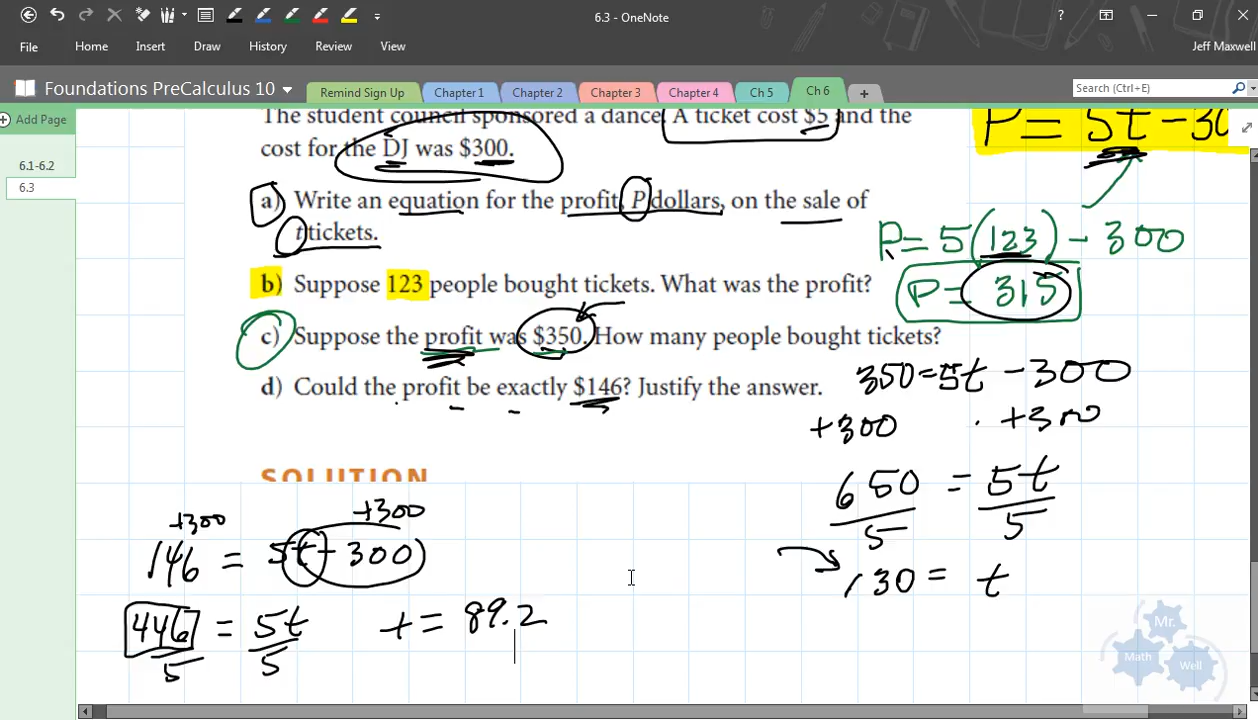 6.3 - OneNote
File Home Insert Draw History Review View
Jeff Maxwell
Foundations PreCalculus 10
Remind Sign Up Chapter 1 Chapter 2 Chapter 3 Chapter 4 Ch 5 Ch 6
Search (Ctrl+E)
Add Page
6.1-6.2
6.3
The student council sponsored a dance. A ticket cost $5 and the
cost for the DJ was $300.
P = 5t - 30
a) Write an equation for the profit, P dollars, on the sale of
t tickets.
P = 5(123) - 300
b) Suppose 123 people bought tickets. What was the profit?
P = 315
c) Suppose the profit was $350. How many people bought tickets?
350 = 5t - 300
d) Could the profit be exactly $146? Justify the answer.
+300 +300
SOLUTION
650 = 5t
5 5
130 = t
+300 +300
146 = 5t - 300
446 = 5t t = 89.2
5 5
Mr.
Math Well